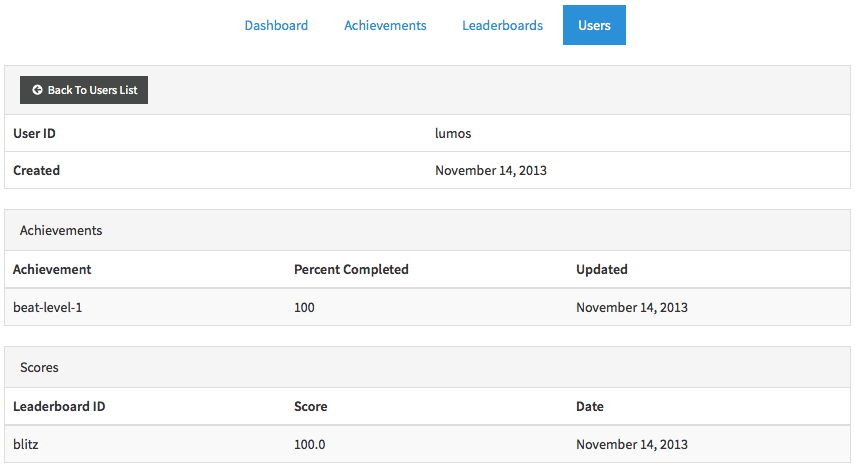 Dashboard Achievements Leaderboards Users
Back To Users List
User ID lumos
Created November 14, 2013
Achievements
Achievement Percent Completed Updated
beat-level-1 100 November 14, 2013
Scores
Leaderboard ID Score Date
blitz 100.0 November 14, 2013